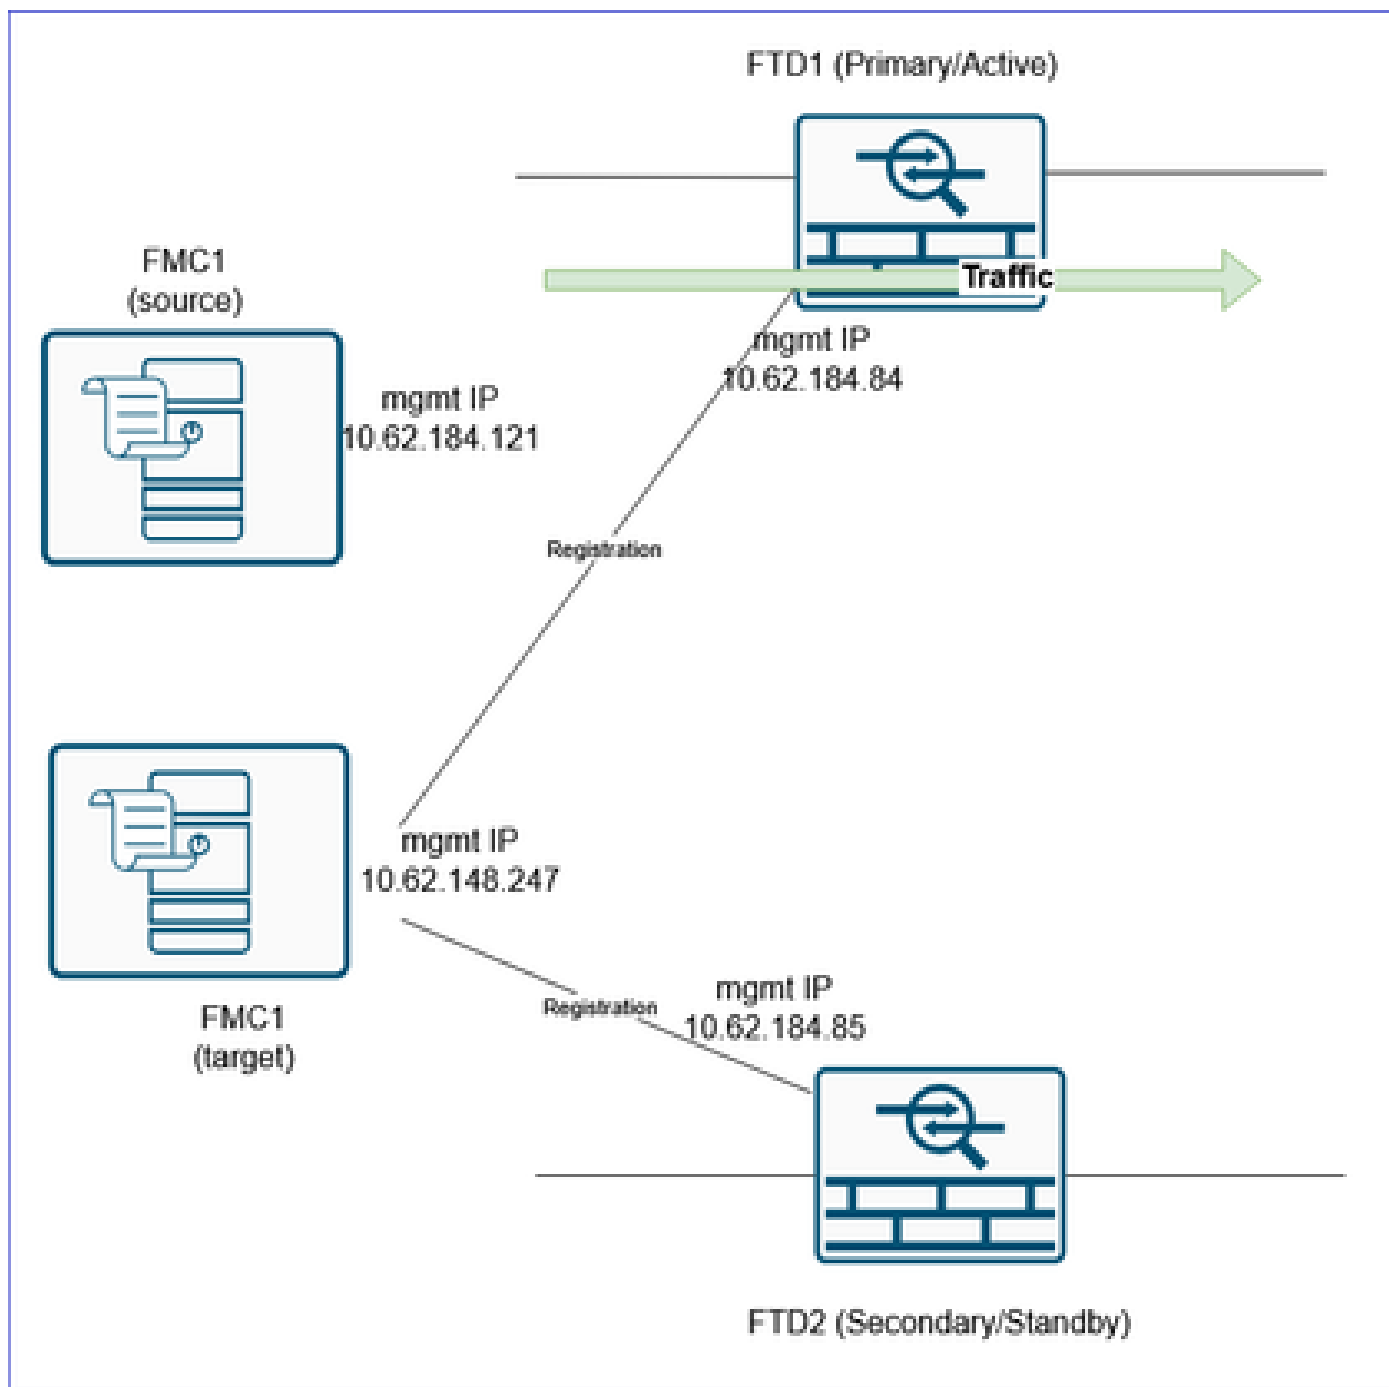 FTD1 (Primary/Active)
FMC1
(source)
Traffic
mgmt IP
10.62.184.84
mgmt IP
10.62.184.121
Registration
mgmt IP
10.62.148.247
mgmt IP
10.62.184.85
Registration
FMC1
(target)
FTD2 (Secondary/Standby)